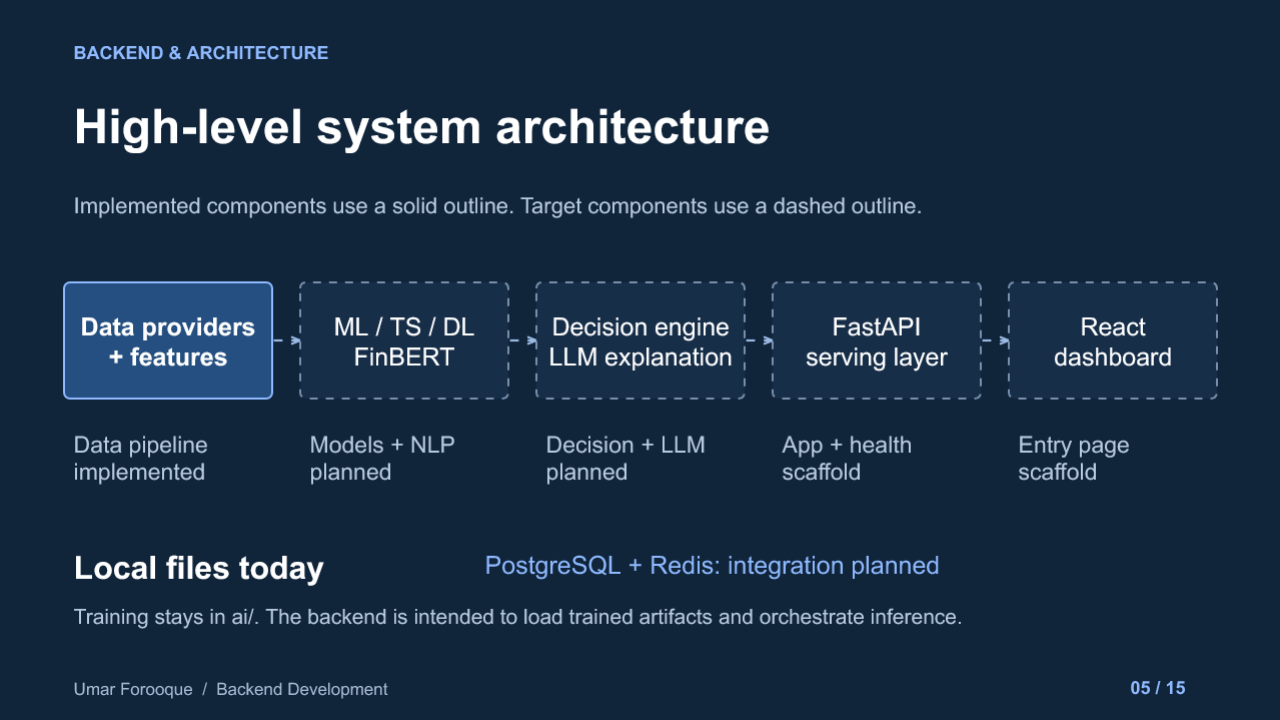 BACKEND & ARCHITECTURE
High-level system architecture
Implemented components use a solid outline. Target components use a dashed outline.
Data providers
+ features
ML / TS / DL
FinBERT
Decision engine
LLM explanation
FastAPI
serving layer
React
dashboard
Data pipeline
implemented
Models + NLP
planned
Decision + LLM
planned
App + health
scaffold
Entry page
scaffold
Local files today
PostgreSQL + Redis: integration planned
Training stays in ai/. The backend is intended to load trained artifacts and orchestrate inference.
Umar Forooque / Backend Development
05 / 15